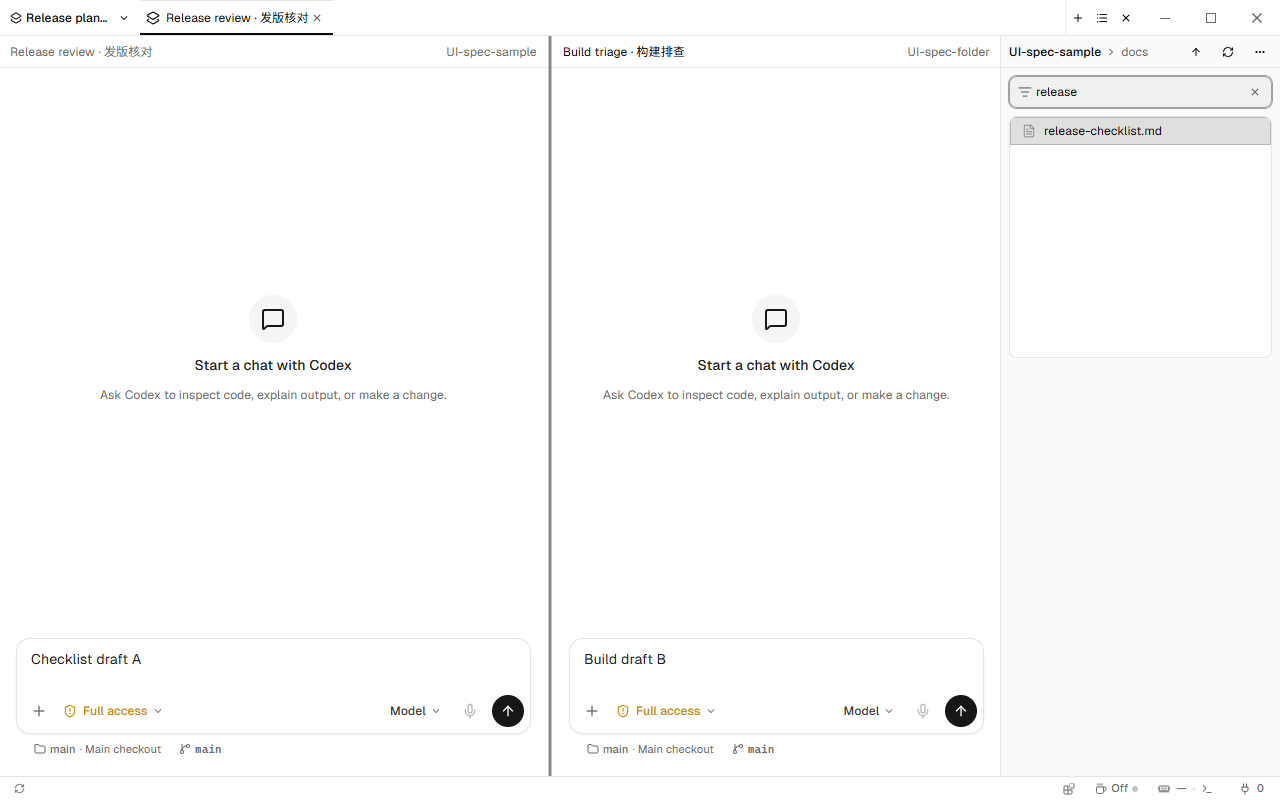 Release plan...
Release review · 发版核对
Release review · 发版核对
UI-spec-sample
Build triage · 构建排查
UI-spec-folder
UI-spec-sample
docs
release
release-checklist.md
Start a chat with Codex
Ask Codex to inspect code, explain output, or make a change.
Start a chat with Codex
Ask Codex to inspect code, explain output, or make a change.
Checklist draft A
Full access
Model
main · Main checkout
main
Build draft B
Full access
Model
main · Main checkout
main
Off
— ·
0